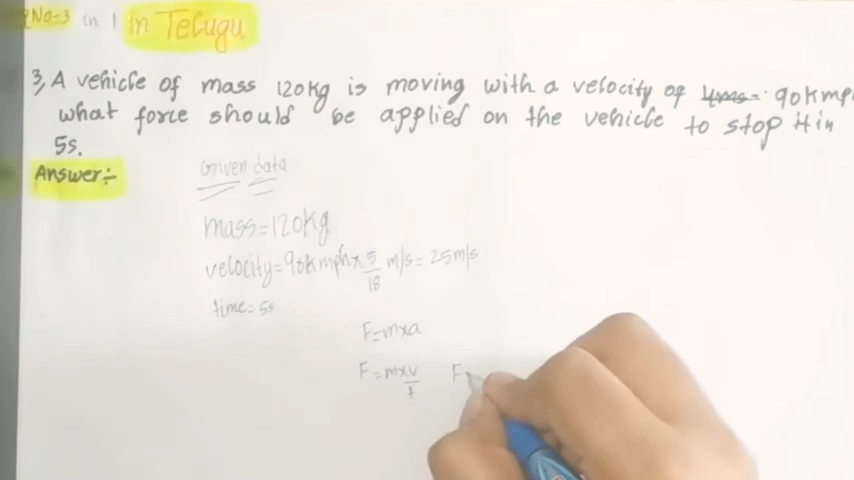 QNo-3 in 1 in Telugu
3, A vehicle of mass 120kg is moving with a velocity of 90kmph
what force should be applied on the vehicle to stop it in
5s.
Answer:-
Given data
mass=120kg
velocity=90kmph×5/18 m/s=25m/s
time=5s
F=m×a
F=m×v/t F=